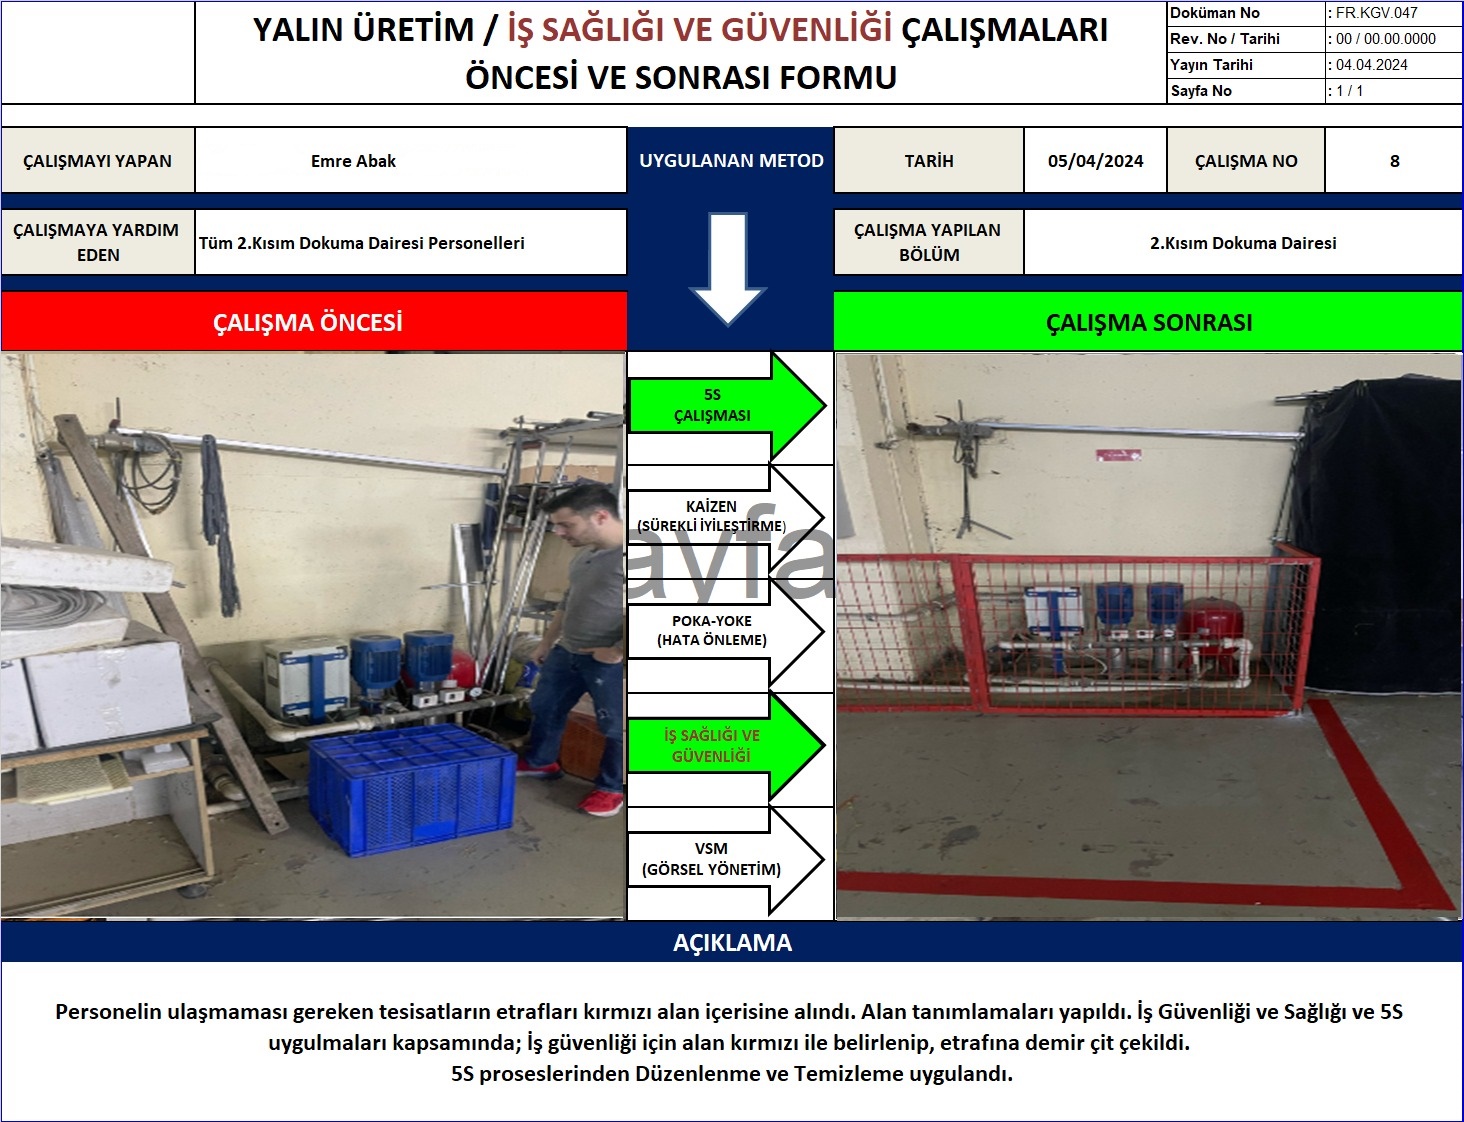 YALIN ÜRETİM / İŞ SAĞLIĞI VE GÜVENLİĞİ ÇALIŞMALARI
ÖNCESİ VE SONRASI FORMU
Doküman No : FR.KGV.047
Rev. No / Tarihi : 00 / 00.00.0000
Yayın Tarihi : 04.04.2024
Sayfa No : 1 / 1
ÇALIŞMAYI YAPAN Emre Abak
UYGULANAN METOD
TARİH 05/04/2024 ÇALIŞMA NO 8
ÇALIŞMAYA YARDIM
EDEN
Tüm 2.Kısım Dokuma Dairesi Personelleri
ÇALIŞMA YAPILAN
BÖLÜM
2.Kısım Dokuma Dairesi
ÇALIŞMA ÖNCESİ
ÇALIŞMA SONRASI
5S
ÇALIŞMASI
KAİZEN
(SÜREKLİ İYİLEŞTİRME)
ayfa
POKA-YOKE
(HATA ÖNLEME)
İŞ SAĞLIĞI VE
GÜVENLİĞİ
VSM
(GÖRSEL YÖNETİM)
AÇIKLAMA
Personelin ulaşmaması gereken tesisatların etrafları kırmızı alan içerisine alındı. Alan tanımlamaları yapıldı. İş Güvenliği ve Sağlığı ve 5S
uygulmaları kapsamında; İş güvenliği için alan kırmızı ile belirlenip, etrafına demir çit çekildi.
5S proseslerinden Düzenlenme ve Temizleme uygulandı.